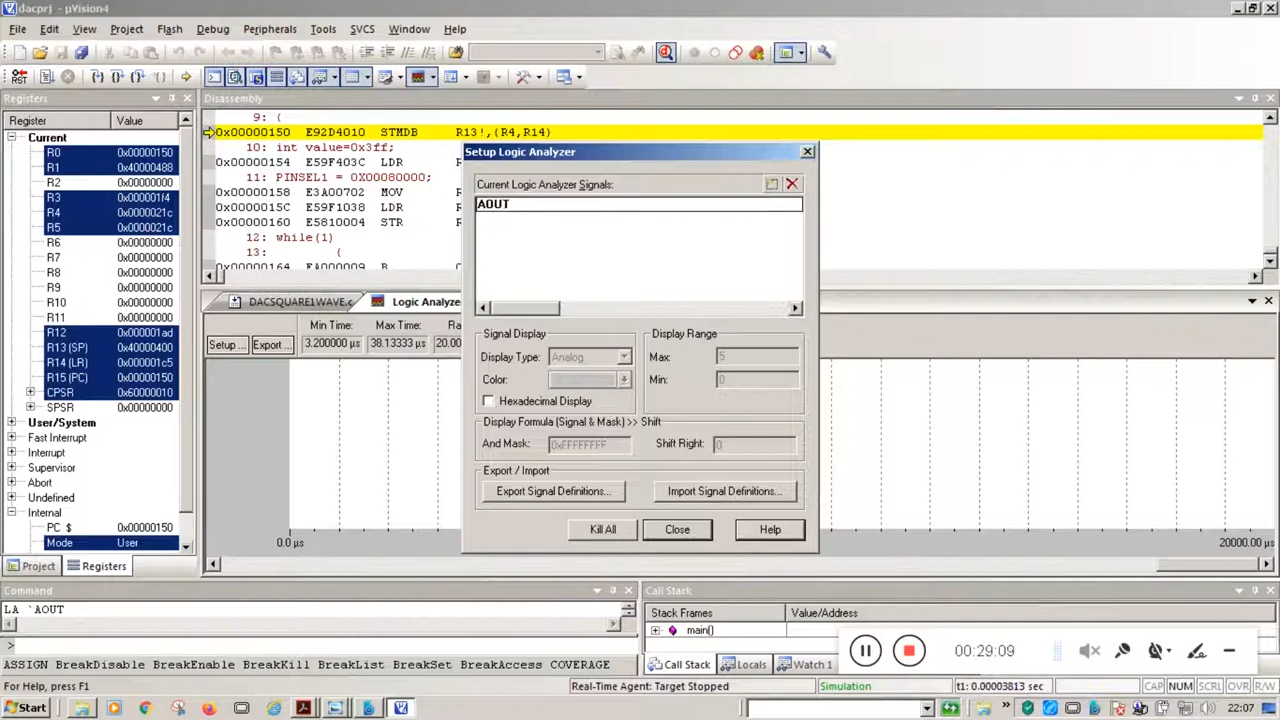 dacprj - µVision4
File Edit View Project Flash Debug Peripherals Tools SVCS Window Help
Registers
Register Value
Current
R0 0x00000150
R1 0x40000488
R2 0x00000000
R3 0x000001f4
R4 0x0000021c
R5 0x0000021c
R6 0x00000000
R7 0x00000000
R8 0x00000000
R9 0x00000000
R10 0x00000000
R11 0x00000000
R12 0x000001ad
R13 (SP) 0x40000400
R14 (LR) 0x000001c5
R15 (PC) 0x00000150
CPSR 0x60000010
SPSR 0x00000000
User/System
Fast Interrupt
Interrupt
Supervisor
Abort
Undefined
Internal
PC $ 0x00000150
Mode User
Project Registers
Disassembly
9: {
0x00000150 E92D4010 STMDB R13!,{R4,R14}
10: int value=0x3ff;
0x00000154 E59F403C LDR
11: PINSEL1 = 0X00080000;
0x00000158 E3A00702 MOV
0x0000015C E59F1038 LDR
0x00000160 E5810004 STR
12: while(1)
13: {
0x00000164 EA000009 B
DACSQUARE1WAVE.c Logic Analyze
Min Time: Max Time: Ra
Setup ... Export ... 3.200000 µs 38.13333 µs 20.00
0.0 µs 20000.00 µs
Setup Logic Analyzer
Current Logic Analyzer Signals:
AOUT
Signal Display
Display Type: Analog
Color:
Hexadecimal Display
Display Range
Max: 5
Min: 0
Display Formula (Signal & Mask) >> Shift
And Mask: 0xFFFFFFFF Shift Right: 0
Export / Import
Export Signal Definitions... Import Signal Definitions...
Kill All Close Help
Command
LA `AOUT
>
ASSIGN BreakDisable BreakEnable BreakKill BreakList BreakSet BreakAccess COVERAGE
Call Stack
Stack Frames Value/Address
main()
Call Stack Locals Watch 1
00:29:09
For Help, press F1 Real-Time Agent: Target Stopped Simulation t1: 0.00003813 sec CAP NUM SCRL OVR R/W
Start 22:07